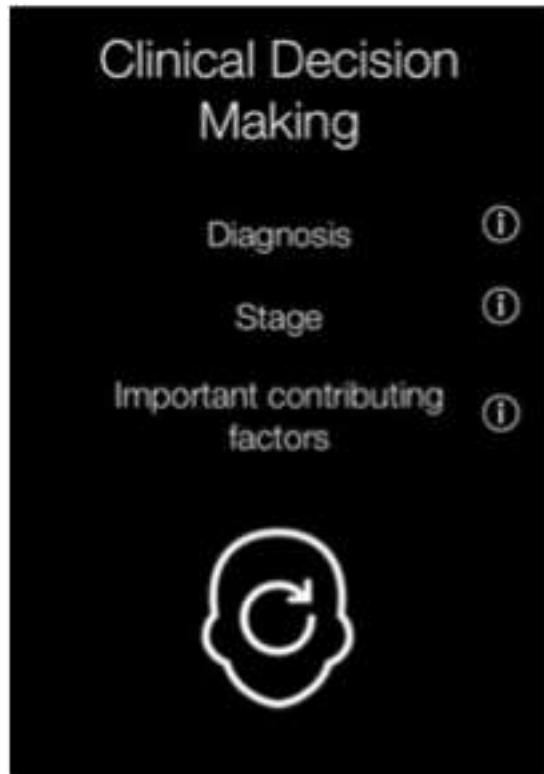 Clinical Decision
Making
Diagnosis
Stage
Important contributing
factors